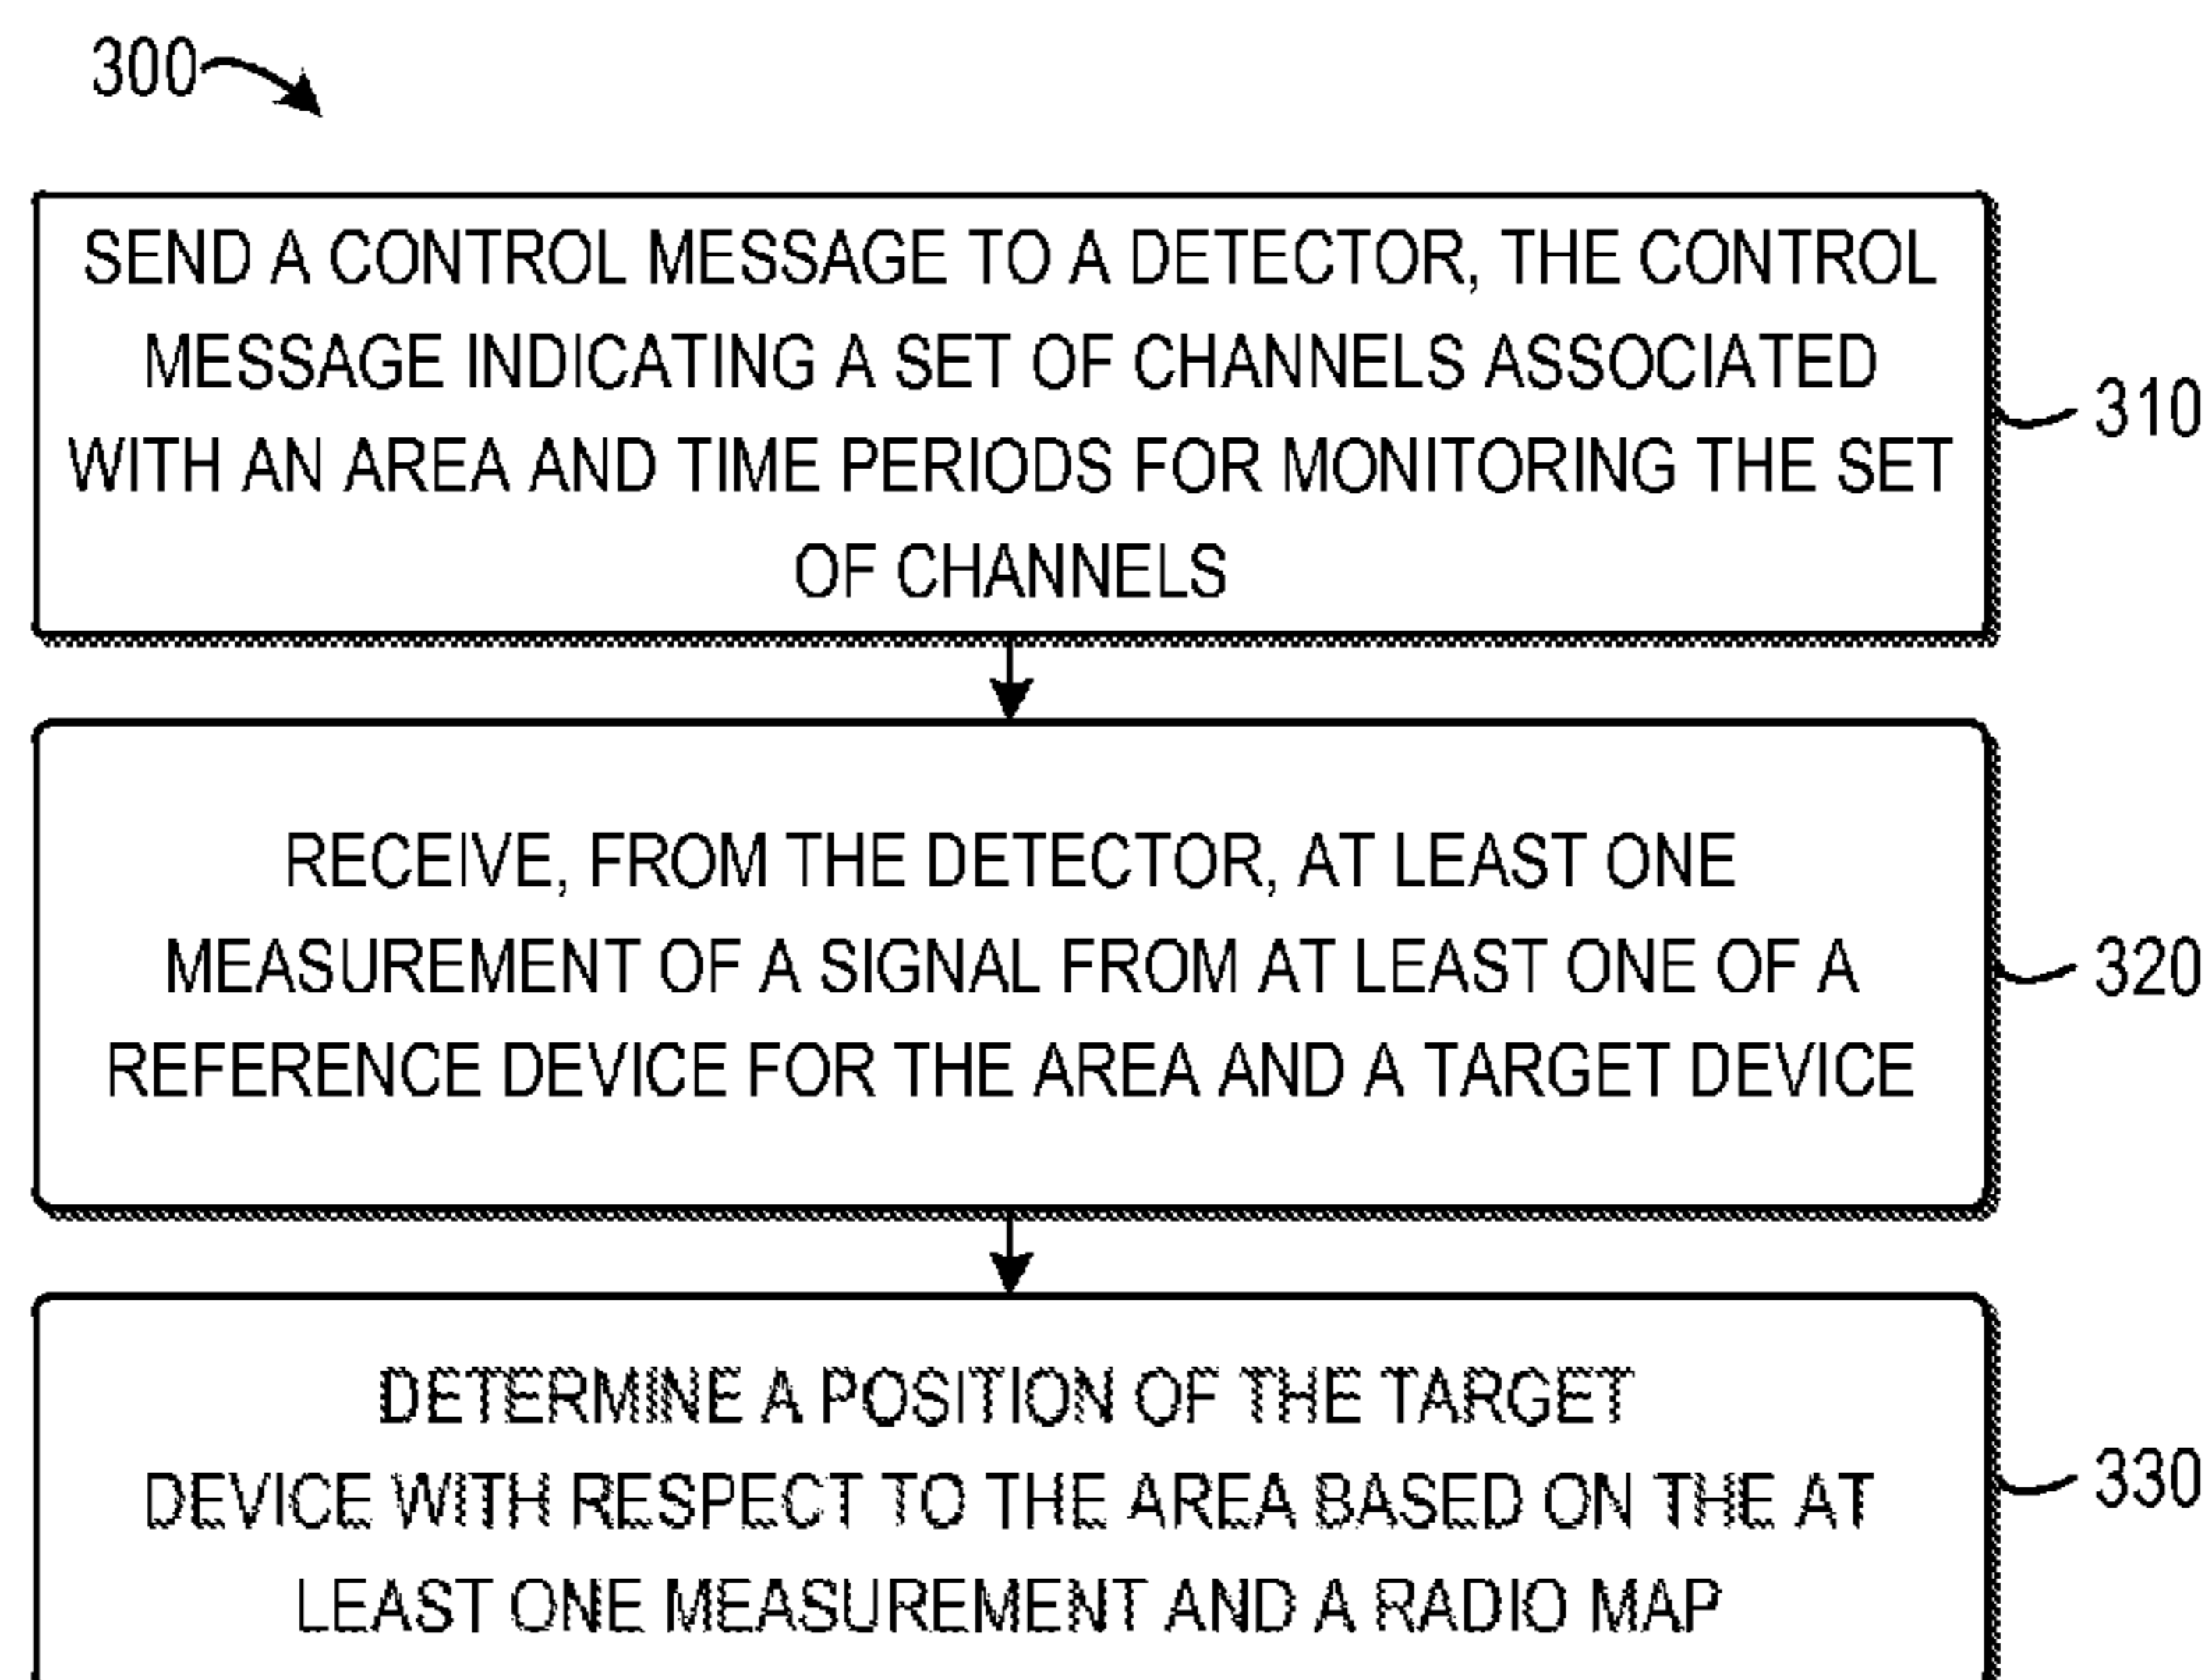 300
SEND A CONTROL MESSAGE TO A DETECTOR, THE CONTROL
MESSAGE INDICATING A SET OF CHANNELS ASSOCIATED
WITH AN AREA AND TIME PERIODS FOR MONITORING THE SET
OF CHANNELS
310
RECEIVE, FROM THE DETECTOR, AT LEAST ONE
MEASUREMENT OF A SIGNAL FROM AT LEAST ONE OF A
REFERENCE DEVICE FOR THE AREA AND A TARGET DEVICE
320
DETERMINE A POSITION OF THE TARGET
DEVICE WITH RESPECT TO THE AREA BASED ON THE AT
LEAST ONE MEASUREMENT AND A RADIO MAP
330